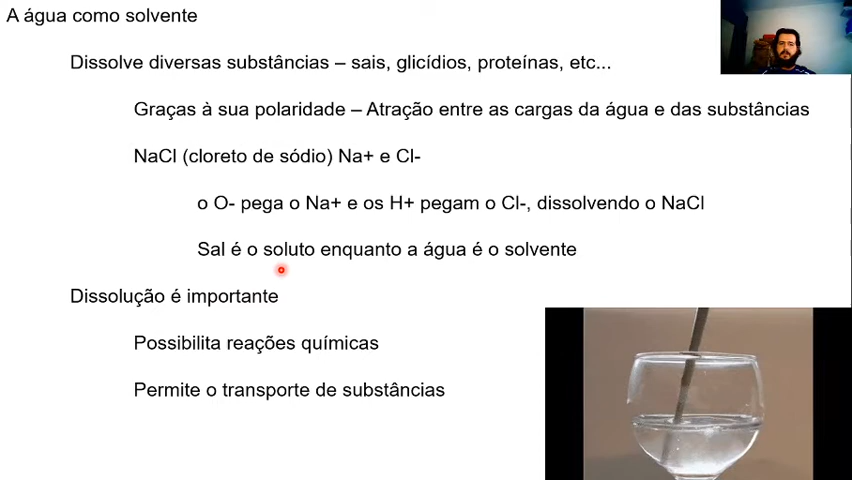 A água como solvente
Dissolve diversas substâncias – sais, glicídios, proteínas, etc...
Graças à sua polaridade – Atração entre as cargas da água e das substâncias
NaCl (cloreto de sódio) Na+ e Cl-
o O- pega o Na+ e os H+ pegam o Cl-, dissolvendo o NaCl
Sal é o soluto enquanto a água é o solvente
Dissolução é importante
Possibilita reações químicas
Permite o transporte de substâncias